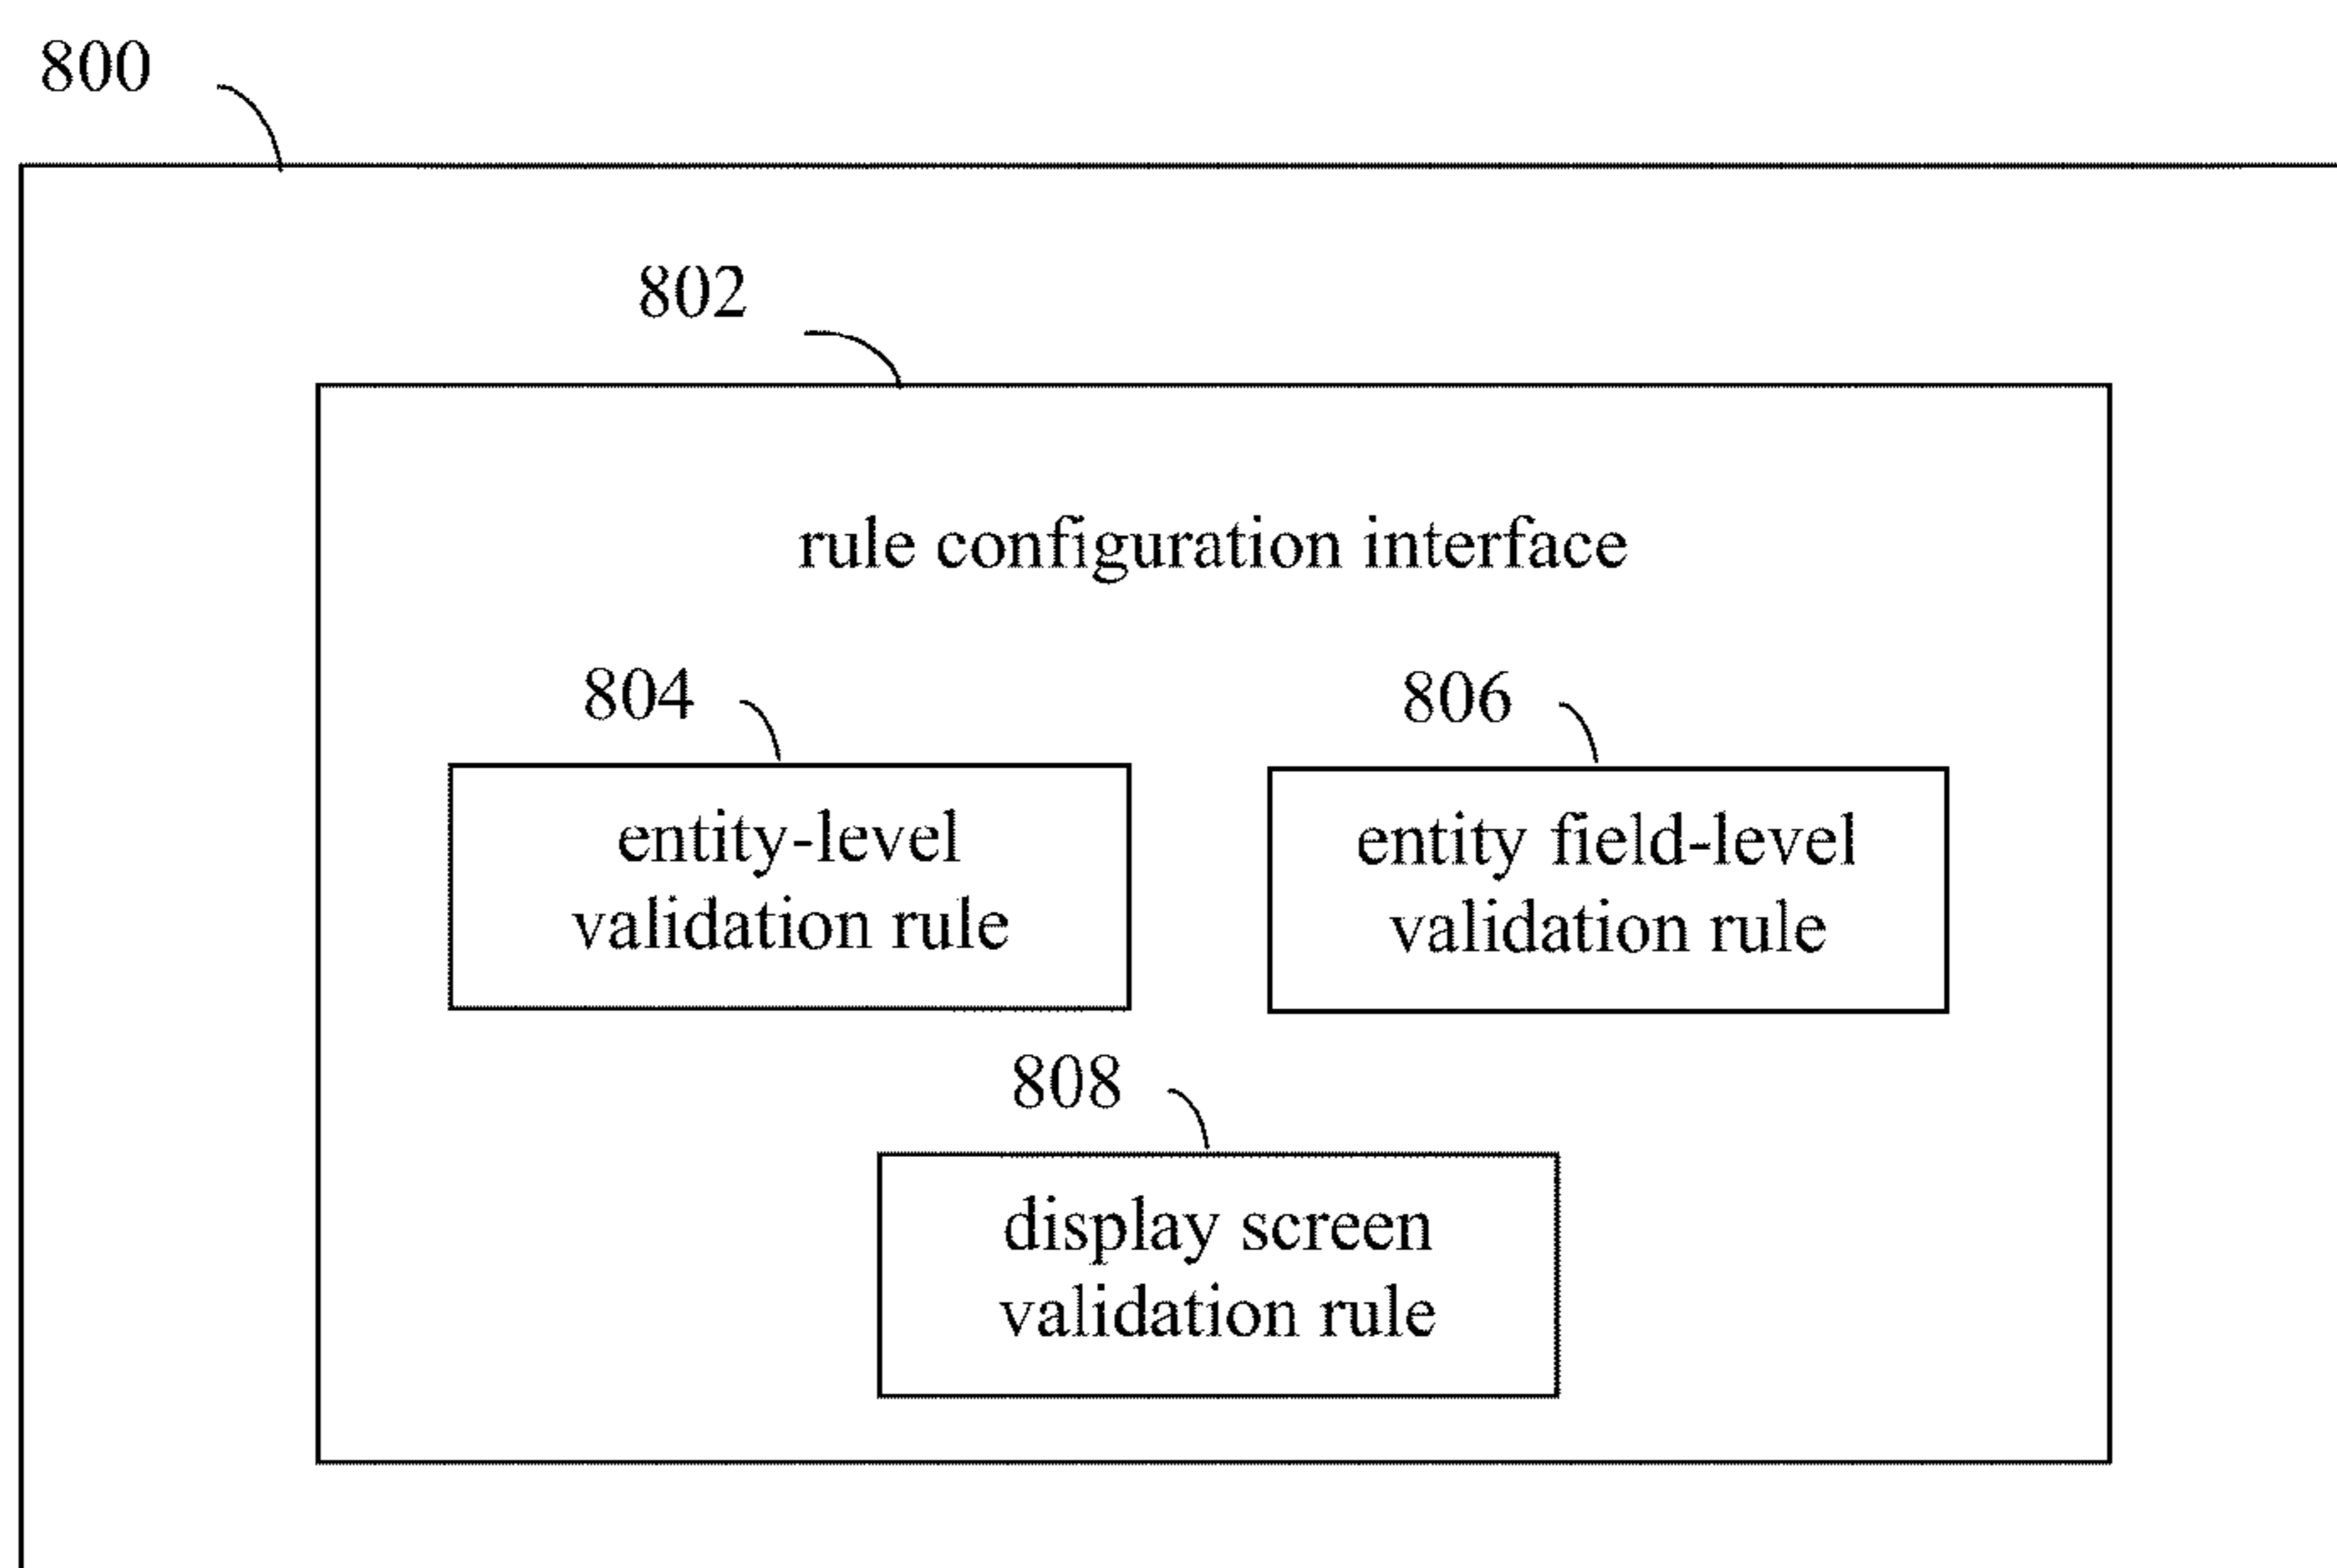 800
802
rule configuration interface
804
806
entity-level
validation rule
entity field-level
validation rule
808
display screen
validation rule